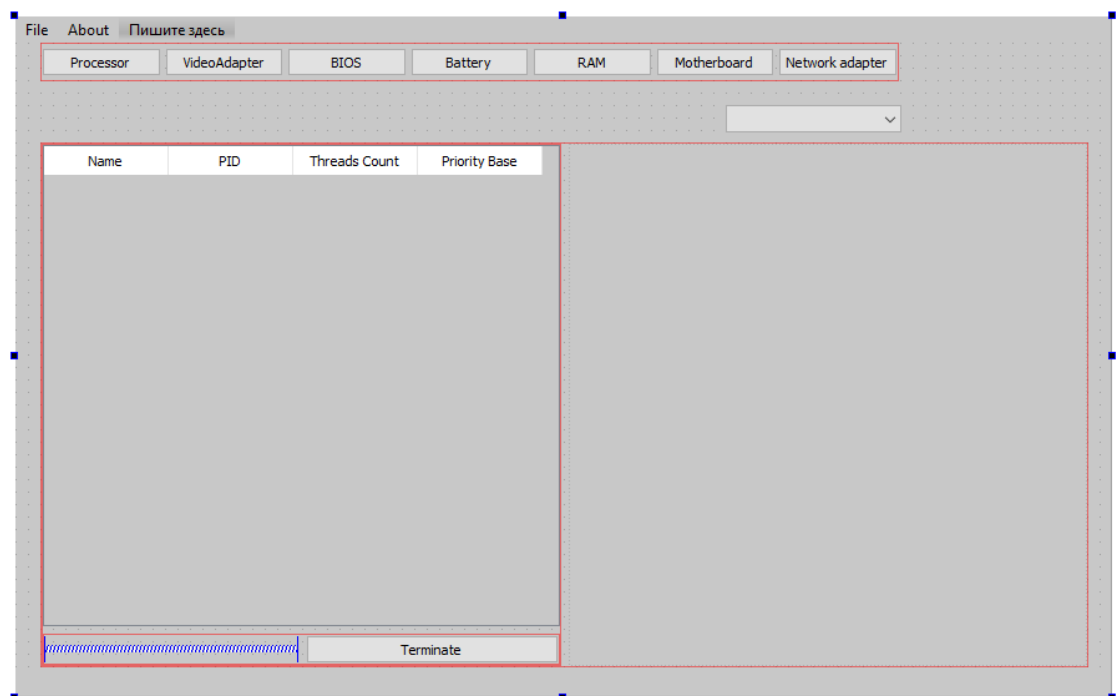 File About Пишите здесь
Processor VideoAdapter BIOS Battery RAM Motherboard Network adapter
Name PID Threads Count Priority Base
Terminate